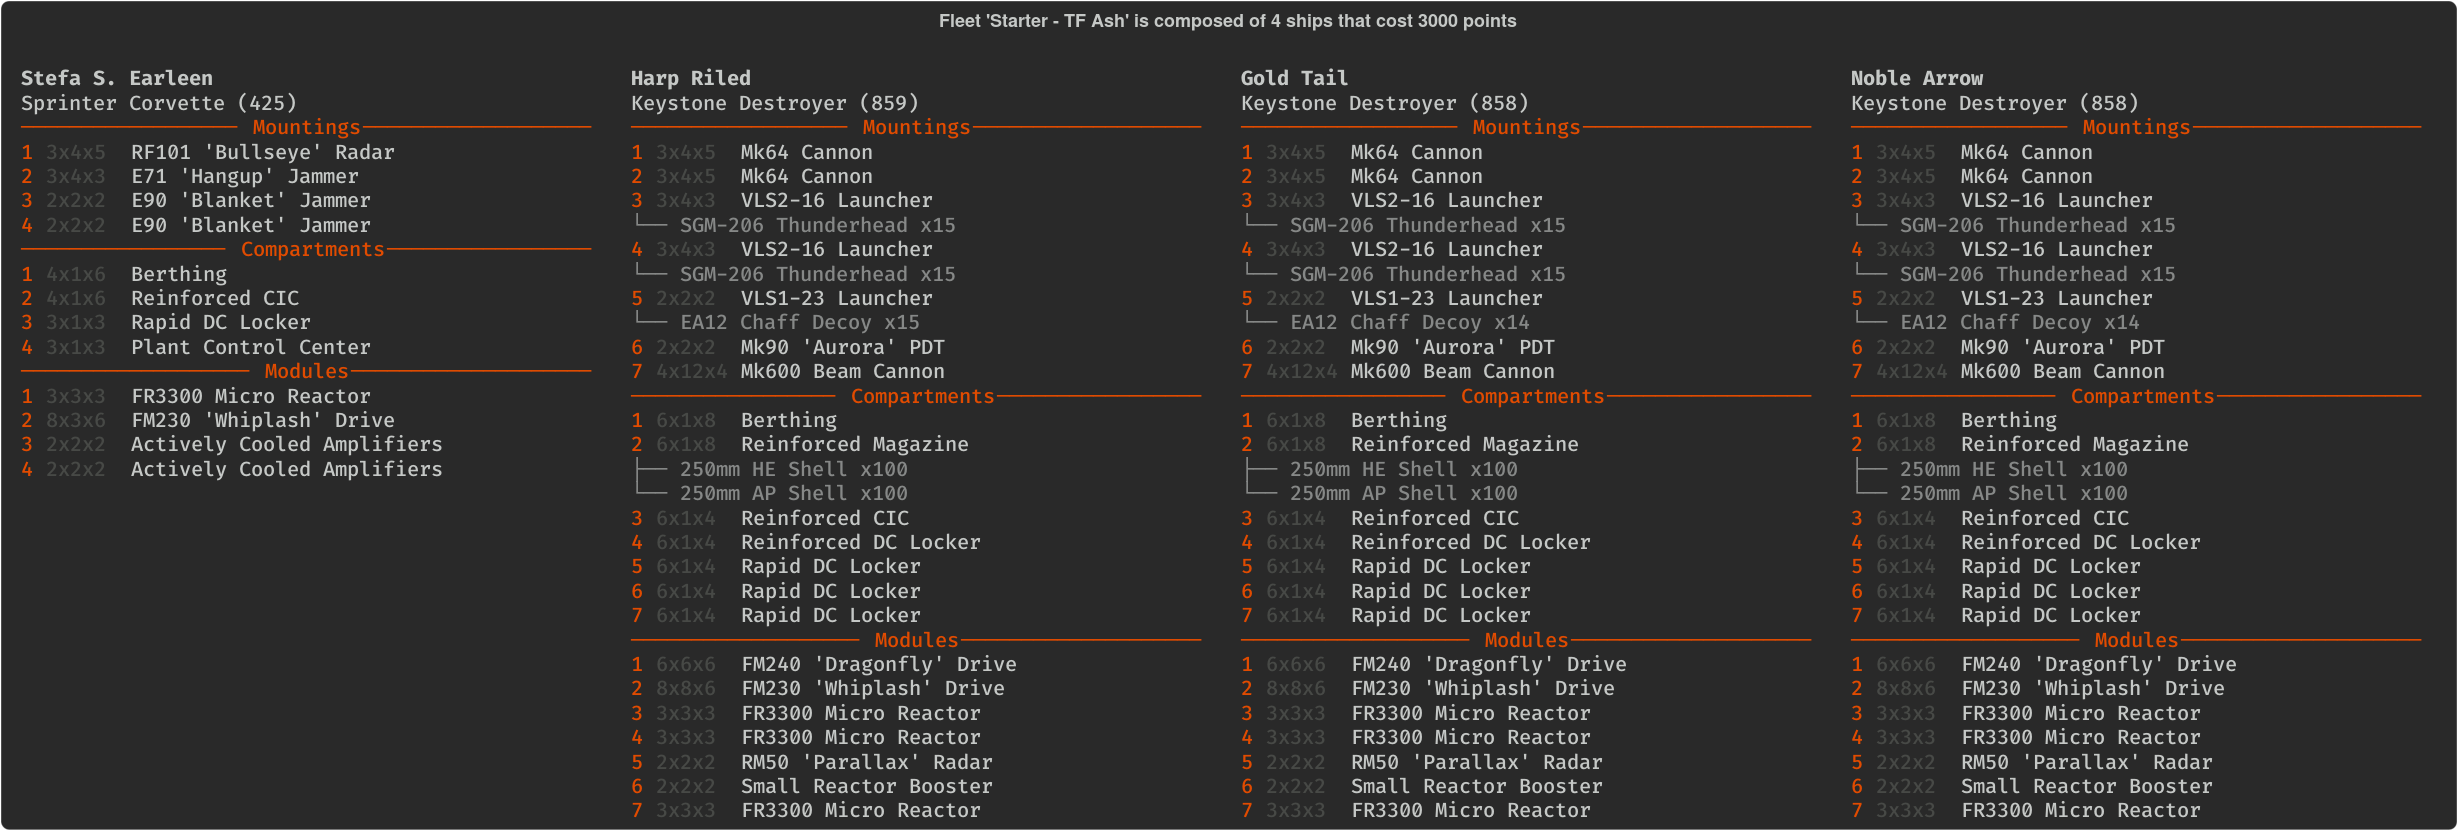 Fleet 'Starter - TF Ash' is composed of 4 ships that cost 3000 points
Stefa S. Earleen
Sprinter Corvette (425)
Mountings
1 3x4x5 RF101 'Bullseye' Radar
2 3x4x3 E71 'Hangup' Jammer
3 2x2x2 E90 'Blanket' Jammer
4 2x2x2 E90 'Blanket' Jammer
Compartments
1 4x1x6 Berthing
2 4x1x6 Reinforced CIC
3 3x1x3 Rapid DC Locker
4 3x1x3 Plant Control Center
Modules
1 3x3x3 FR3300 Micro Reactor
2 8x3x6 FM230 'Whiplash' Drive
3 2x2x2 Actively Cooled Amplifiers
4 2x2x2 Actively Cooled Amplifiers
Harp Riled
Keystone Destroyer (859)
Mountings
1 3x4x5 Mk64 Cannon
2 3x4x5 Mk64 Cannon
3 3x4x3 VLS2-16 Launcher
└── SGM-206 Thunderhead x15
4 3x4x3 VLS2-16 Launcher
└── SGM-206 Thunderhead x15
5 2x2x2 VLS1-23 Launcher
└── EA12 Chaff Decoy x15
6 2x2x2 Mk90 'Aurora' PDT
7 4x12x4 Mk600 Beam Cannon
Compartments
1 6x1x8 Berthing
2 6x1x8 Reinforced Magazine
├── 250mm HE Shell x100
└── 250mm AP Shell x100
3 6x1x4 Reinforced CIC
4 6x1x4 Reinforced DC Locker
5 6x1x4 Rapid DC Locker
6 6x1x4 Rapid DC Locker
7 6x1x4 Rapid DC Locker
Modules
1 6x6x6 FM240 'Dragonfly' Drive
2 8x8x6 FM230 'Whiplash' Drive
3 3x3x3 FR3300 Micro Reactor
4 3x3x3 FR3300 Micro Reactor
5 2x2x2 RM50 'Parallax' Radar
6 2x2x2 Small Reactor Booster
7 3x3x3 FR3300 Micro Reactor
Gold Tail
Keystone Destroyer (858)
Mountings
1 3x4x5 Mk64 Cannon
2 3x4x5 Mk64 Cannon
3 3x4x3 VLS2-16 Launcher
└── SGM-206 Thunderhead x15
4 3x4x3 VLS2-16 Launcher
└── SGM-206 Thunderhead x15
5 2x2x2 VLS1-23 Launcher
└── EA12 Chaff Decoy x14
6 2x2x2 Mk90 'Aurora' PDT
7 4x12x4 Mk600 Beam Cannon
Compartments
1 6x1x8 Berthing
2 6x1x8 Reinforced Magazine
├── 250mm HE Shell x100
└── 250mm AP Shell x100
3 6x1x4 Reinforced CIC
4 6x1x4 Reinforced DC Locker
5 6x1x4 Rapid DC Locker
6 6x1x4 Rapid DC Locker
7 6x1x4 Rapid DC Locker
Modules
1 6x6x6 FM240 'Dragonfly' Drive
2 8x8x6 FM230 'Whiplash' Drive
3 3x3x3 FR3300 Micro Reactor
4 3x3x3 FR3300 Micro Reactor
5 2x2x2 RM50 'Parallax' Radar
6 2x2x2 Small Reactor Booster
7 3x3x3 FR3300 Micro Reactor
Noble Arrow
Keystone Destroyer (858)
Mountings
1 3x4x5 Mk64 Cannon
2 3x4x5 Mk64 Cannon
3 3x4x3 VLS2-16 Launcher
└── SGM-206 Thunderhead x15
4 3x4x3 VLS2-16 Launcher
└── SGM-206 Thunderhead x15
5 2x2x2 VLS1-23 Launcher
└── EA12 Chaff Decoy x14
6 2x2x2 Mk90 'Aurora' PDT
7 4x12x4 Mk600 Beam Cannon
Compartments
1 6x1x8 Berthing
2 6x1x8 Reinforced Magazine
├── 250mm HE Shell x100
└── 250mm AP Shell x100
3 6x1x4 Reinforced CIC
4 6x1x4 Reinforced DC Locker
5 6x1x4 Rapid DC Locker
6 6x1x4 Rapid DC Locker
7 6x1x4 Rapid DC Locker
Modules
1 6x6x6 FM240 'Dragonfly' Drive
2 8x8x6 FM230 'Whiplash' Drive
3 3x3x3 FR3300 Micro Reactor
4 3x3x3 FR3300 Micro Reactor
5 2x2x2 RM50 'Parallax' Radar
6 2x2x2 Small Reactor Booster
7 3x3x3 FR3300 Micro Reactor